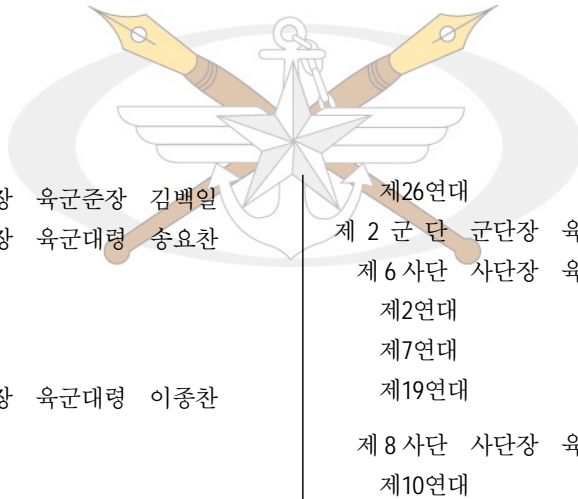 장 육군준장 김백일
장 육군대령 송요찬
장 육군대령 이종찬
제26연대
제 2 군 단 군단장 육
제 6 사단 사단장 육
제2연대
제7연대
제19연대
제 8 사단 사단장 육
제10연대